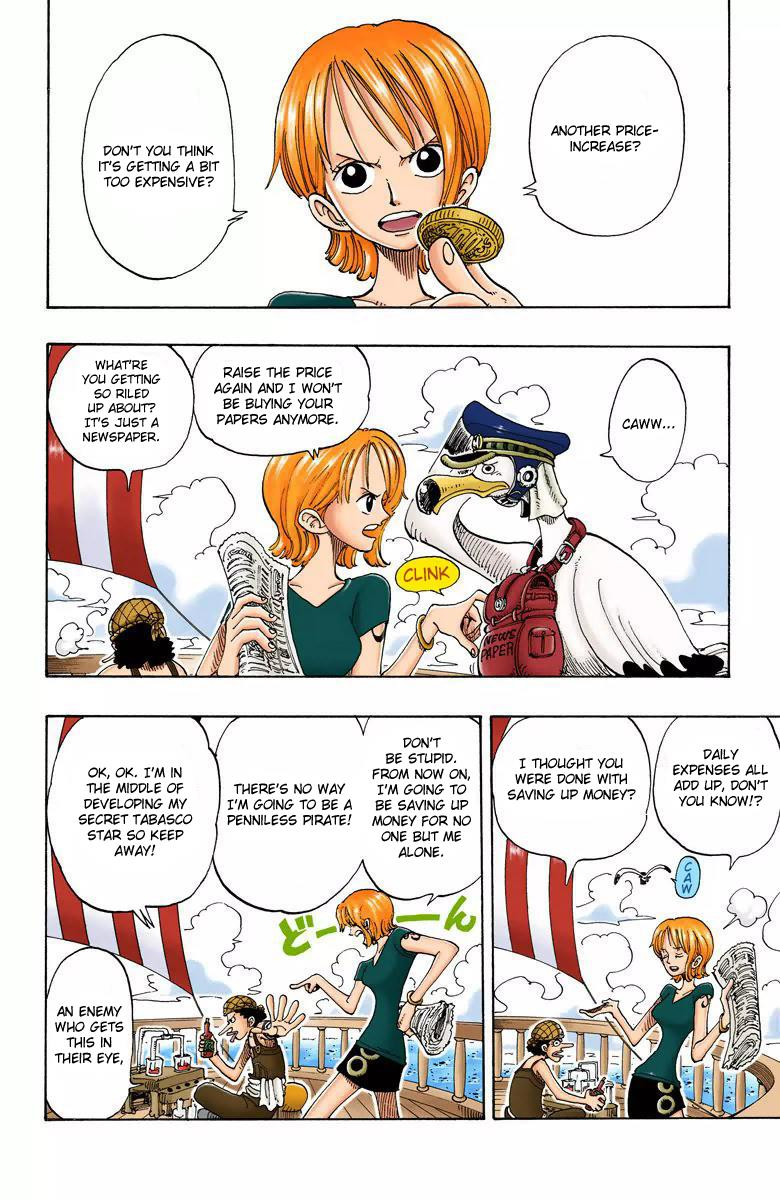 ANOTHER PRICE-
INCREASE?
DON'T YOU THINK
IT'S GETTING A BIT
TOO EXPENSIVE?
CAWW...
RAISE THE PRICE
AGAIN AND I WON'T
BE BUYING YOUR
PAPERS ANYMORE.
WHAT'RE
YOU GETTING
SO RILED
UP ABOUT?
IT'S JUST A
NEWSPAPER.
CLINK
NEWS
PAPER
DAILY
EXPENSES ALL
ADD UP, DON'T
YOU KNOW!?
I THOUGHT YOU
WERE DONE WITH
SAVING UP MONEY?
CAW
DON'T
BE STUPID.
FROM NOW ON,
I'M GOING TO
BE SAVING UP
MONEY FOR NO
ONE BUT ME
ALONE.
THERE'S NO WAY
I'M GOING TO BE A
PENNILESS PIRATE!
どーーん
OK, OK. I'M IN
THE MIDDLE OF
DEVELOPING MY
SECRET TABASCO
STAR SO KEEP
AWAY!
AN ENEMY
WHO GETS
THIS IN
THEIR EYE,